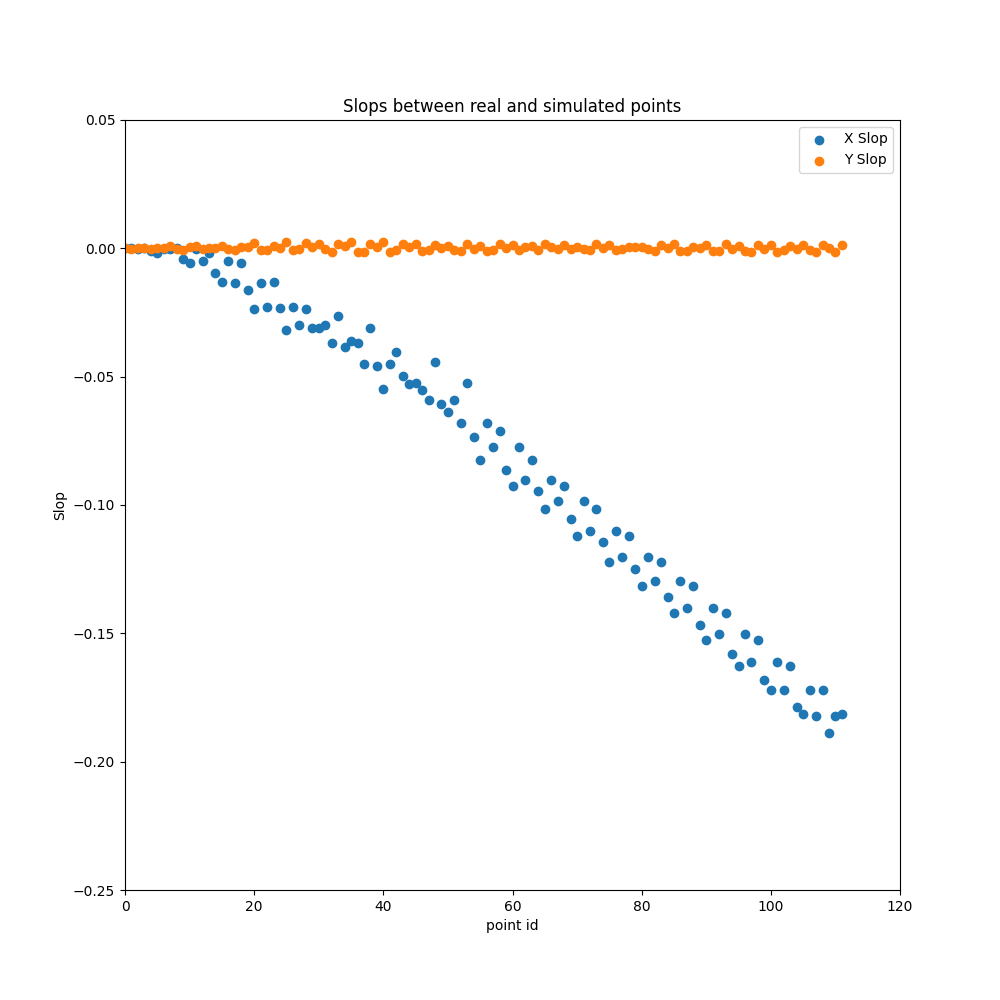 Slops between real and simulated points
X Slop
Y Slop
0.05
0.00
−0.05
−0.10
−0.15
−0.20
−0.25
Slop
0 20 40 60 80 100 120
point id